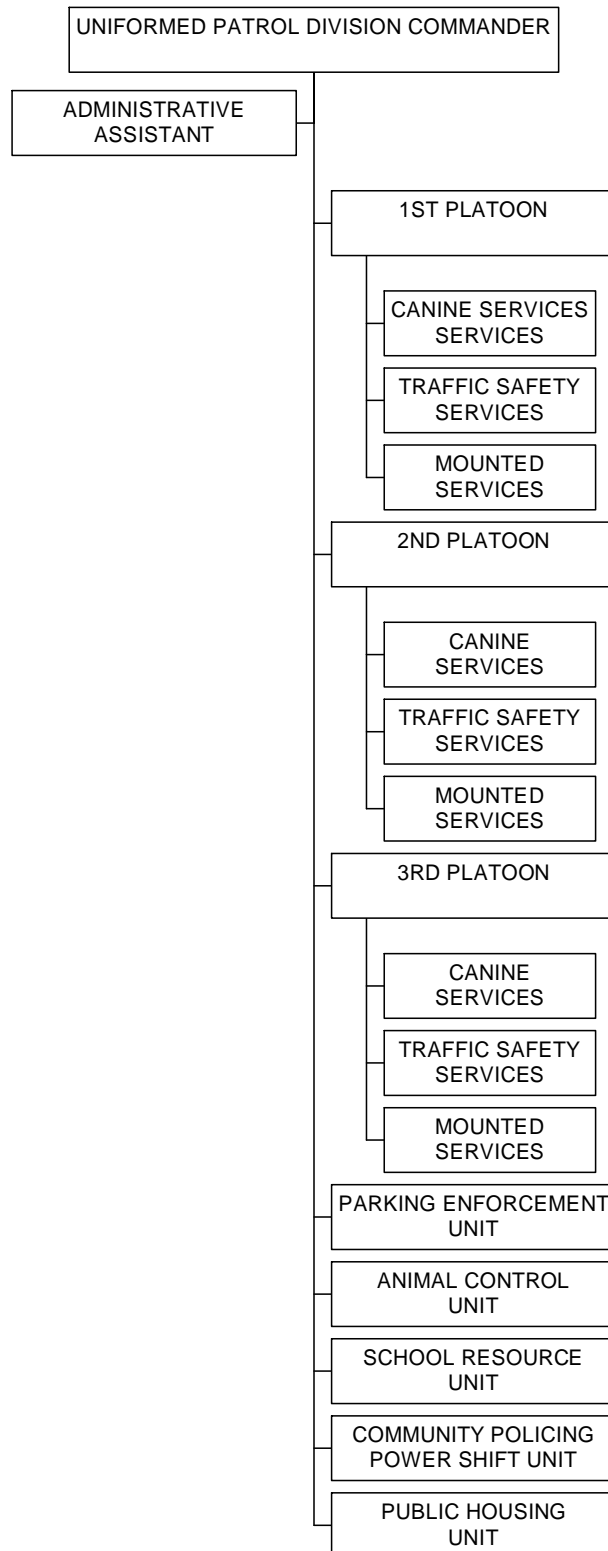 UNIFORMED PATROL DIVISION COMMANDER
ADMINISTRATIVE
ASSISTANT
1ST PLATOON
CANINE SERVICES
SERVICES
TRAFFIC SAFETY
SERVICES
MOUNTED
SERVICES
2ND PLATOON
CANINE
SERVICES
TRAFFIC SAFETY
SERVICES
MOUNTED
SERVICES
3RD PLATOON
CANINE
SERVICES
TRAFFIC SAFETY
SERVICES
MOUNTED
SERVICES
PARKING ENFORCEMENT
UNIT
ANIMAL CONTROL
UNIT
SCHOOL RESOURCE
UNIT
COMMUNITY POLICING
POWER SHIFT UNIT
PUBLIC HOUSING
UNIT